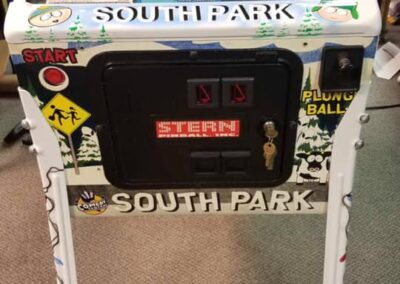 SOUTH PARK
START
STERN
PINBALL, INC.
PLUNGE
BALL
SOUTH PARK